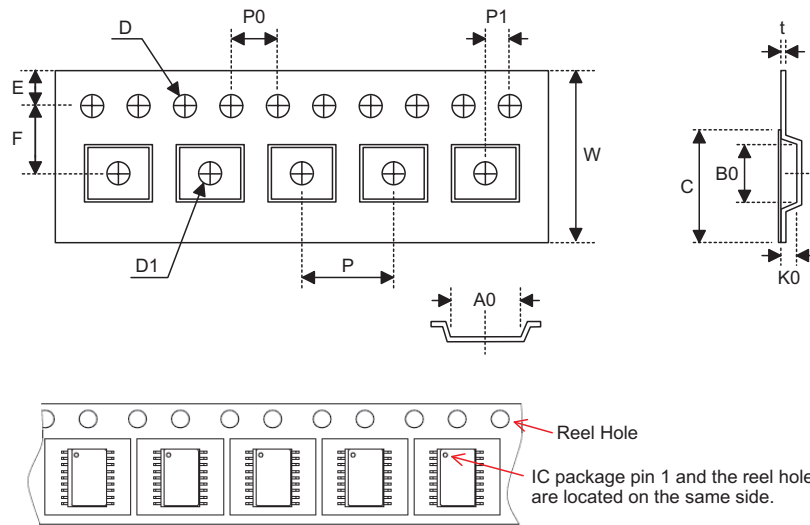 D
P0
P1
t
E
F
W
C
B0
D1
P
K0
A0
Reel Hole
IC package pin 1 and the reel hole
are located on the same side.